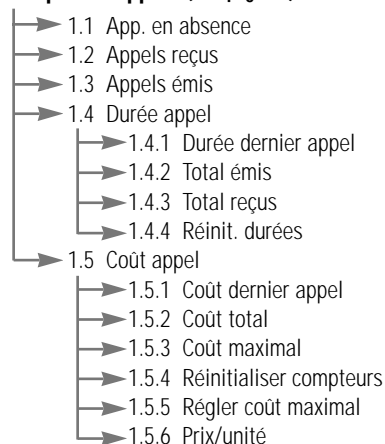 1.1 App. en absence
1.2 Appels reçus
1.3 Appels émis
1.4 Durée appel
1.4.1 Durée dernier appel
1.4.2 Total émis
1.4.3 Total reçus
1.4.4 Réinit. durées
1.5 Coût appel
1.5.1 Coût dernier appel
1.5.2 Coût total
1.5.3 Coût maximal
1.5.4 Réinitialiser compteurs
1.5.5 Régler coût maximal
1.5.6 Prix/unité